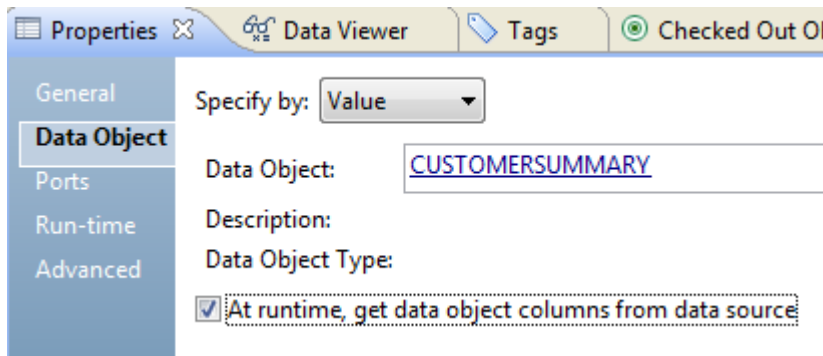 Properties Data Viewer Tags Checked Out Ol
General
Data Object
Ports
Run-time
Advanced
Specify by: Value
Data Object: CUSTOMERSUMMARY
Description:
Data Object Type:
At runtime, get data object columns from data source